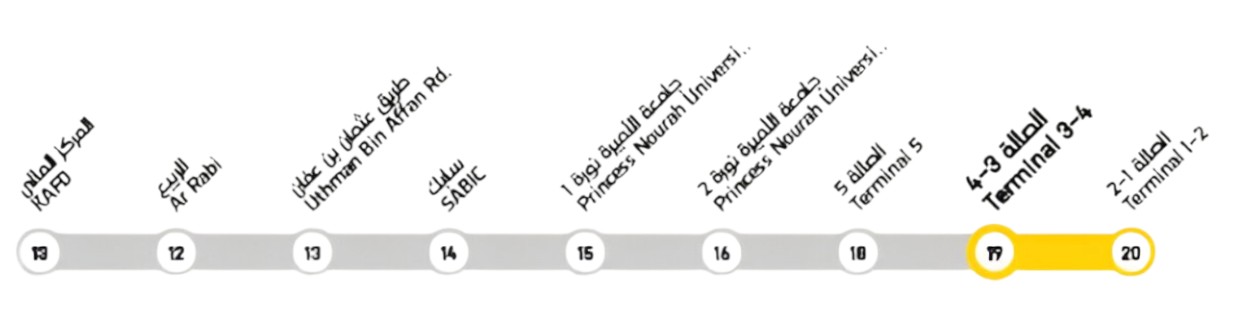 المركز المالي
KAFD
الربيع
Ar Rabi
طريق عثمان بن عفان
Uthman Bin Affan Rd.
سابك
SABIC
جامعة الأميرة نورة 1
Princess Nourah Universi..
جامعة الأميرة نورة 2
Princess Nourah Universi..
الصالة 5
Terminal 5
الصالة 3-4
Terminal 3-4
الصالة 1-2
Terminal 1-2
13 12 13 14 15 16 18 19 20